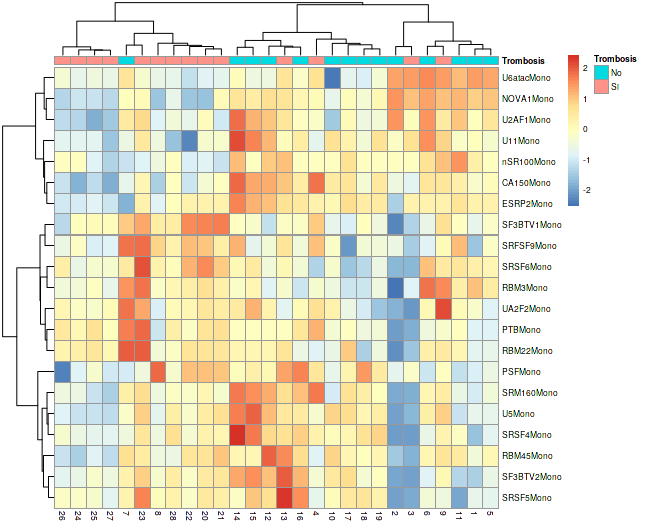 Trombosis
U6atacMono
NOVA1Mono
U2AF1Mono
U11Mono
nSR100Mono
CA150Mono
ESRP2Mono
SF3BTV1Mono
SRFSF9Mono
SRSF6Mono
RBM3Mono
UA2F2Mono
PTBMono
RBM22Mono
PSFMono
SRM160Mono
U5Mono
SRSF4Mono
RBM45Mono
SF3BTV2Mono
SRSF5Mono
26 24 25 27 7 23 8 28 22 20 21 14 15 12 13 16 4 10 17 18 19 2 3 6 9 11 1 5
2
1
0
-1
-2
Trombosis
No
SI